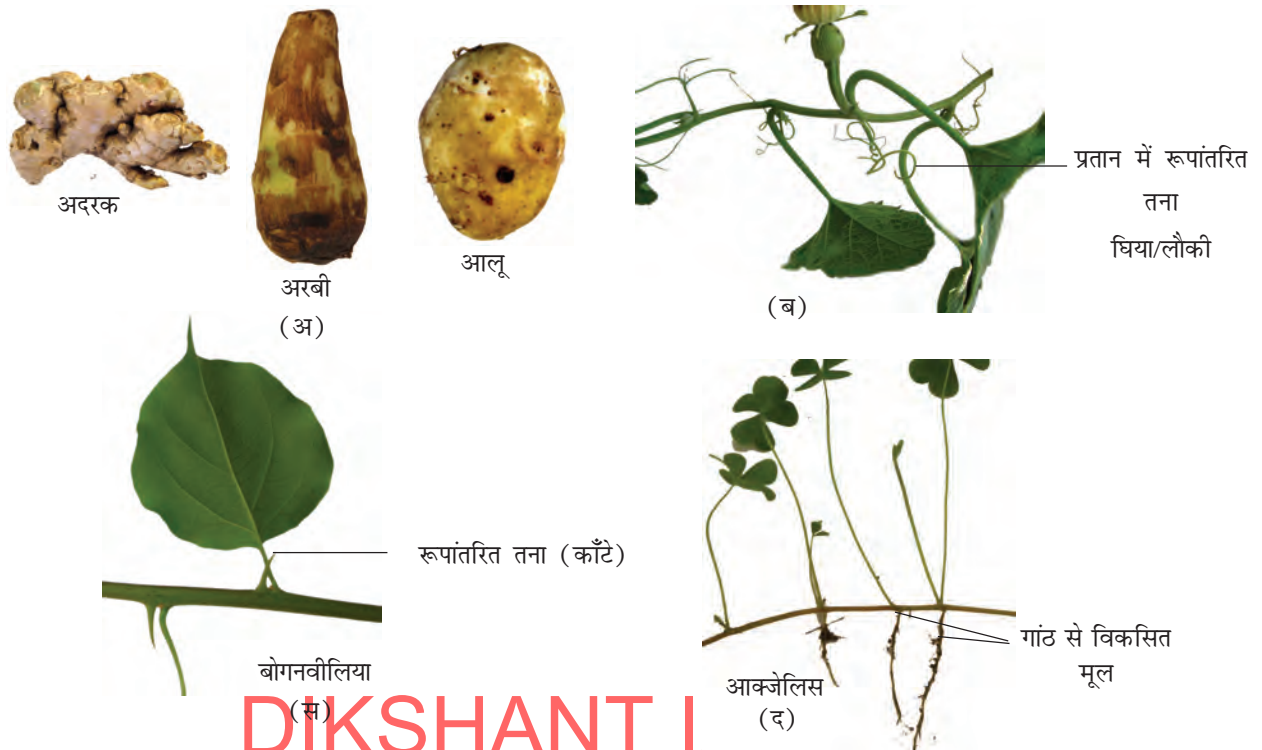 अदरक
अरबी
(अ)
आलू
प्रतान में रूपांतरित
तना
घिया/लौकी
(ब)
रूपांतरित तना (काँटे)
बोगनवीलिया
(स)
गांठ से विकसित
मूल
आक्जेलिस
(द)
DIKSHANT I